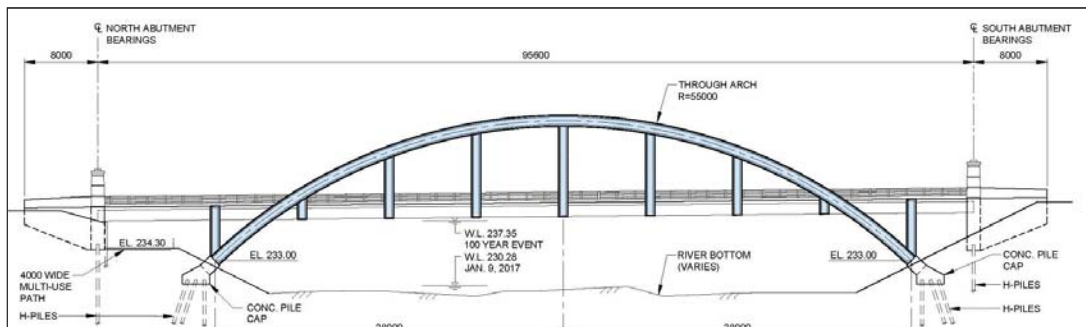 ℄ NORTH ABUTMENT
BEARINGS
℄ SOUTH ABUTMENT
BEARINGS
8000
95600
8000
THROUGH ARCH
R=55000
W.L. 237.35
100 YEAR EVENT
W.L. 230.28
JAN. 9, 2017
EL. 234.30
EL. 233.00
RIVER BOTTOM
(VARIES)
EL. 233.00
CONC. PILE
CAP
4000 WIDE
MULTI-USE
PATH
H-PILES
CONC. PILE
CAP
H-PILES
H-PILES